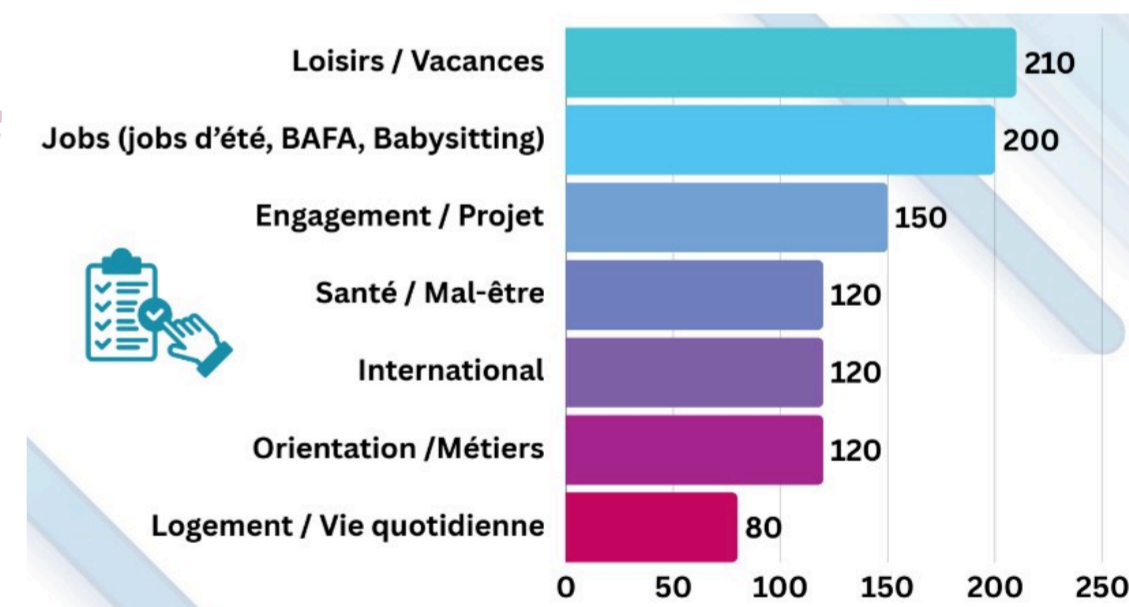 Loisirs / Vacances 210
Jobs (jobs d'été, BAFA, Babysitting) 200
Engagement / Projet 150
Santé / Mal-être 120
International 120
Orientation /Métiers 120
Logement / Vie quotidienne 80
0 50 100 150 200 250